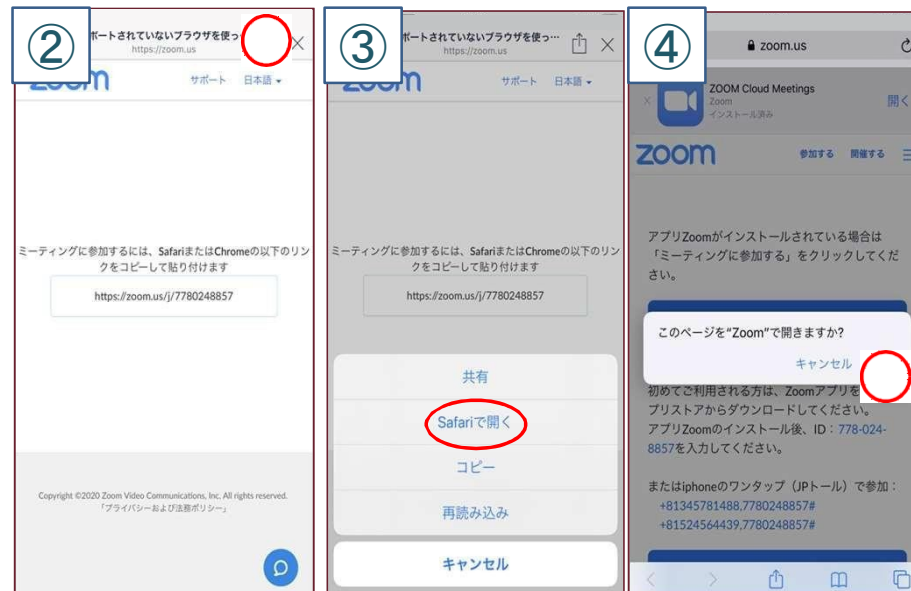 ②
ポートされていないブラウザを使っ
https://zoom.us
zoom
サポート 日本語
ミーティングに参加するには、SafariまたはChromeの以下のリン
クをコピーして貼り付けます
https://zoom.us/j/7780248857
Copyright ©2020 Zoom Video Communications, Inc. All rights reserved.
「プライバシーおよび法務ポリシー」
③
ポートされていないブラウザを使っ…
https://zoom.us
zoom
サポート 日本語
ミーティングに参加するには、SafariまたはChromeの以下のリン
クをコピーして貼り付けます
https://zoom.us/j/7780248857
共有
Safariで開く
コピー
再読み込み
キャンセル
④
zoom.us
ZOOM Cloud Meetings
Zoom
インストール済み
開く
zoom
参加する 開催する
アプリZoomがインストールされている場合は
「ミーティングに参加する」をクリックしてくだ
さい。
このページを“Zoom”で開きますか?
キャンセル
初めてご利用される方は、Zoomアプリを
プリストアからダウンロードしてください。
アプリZoomのインストール後、ID：778-024-
8857を入力してください。
またはiphoneのワンタップ（JPトール）で参加：
+81345781488,7780248857#
+81524564439,7780248857#